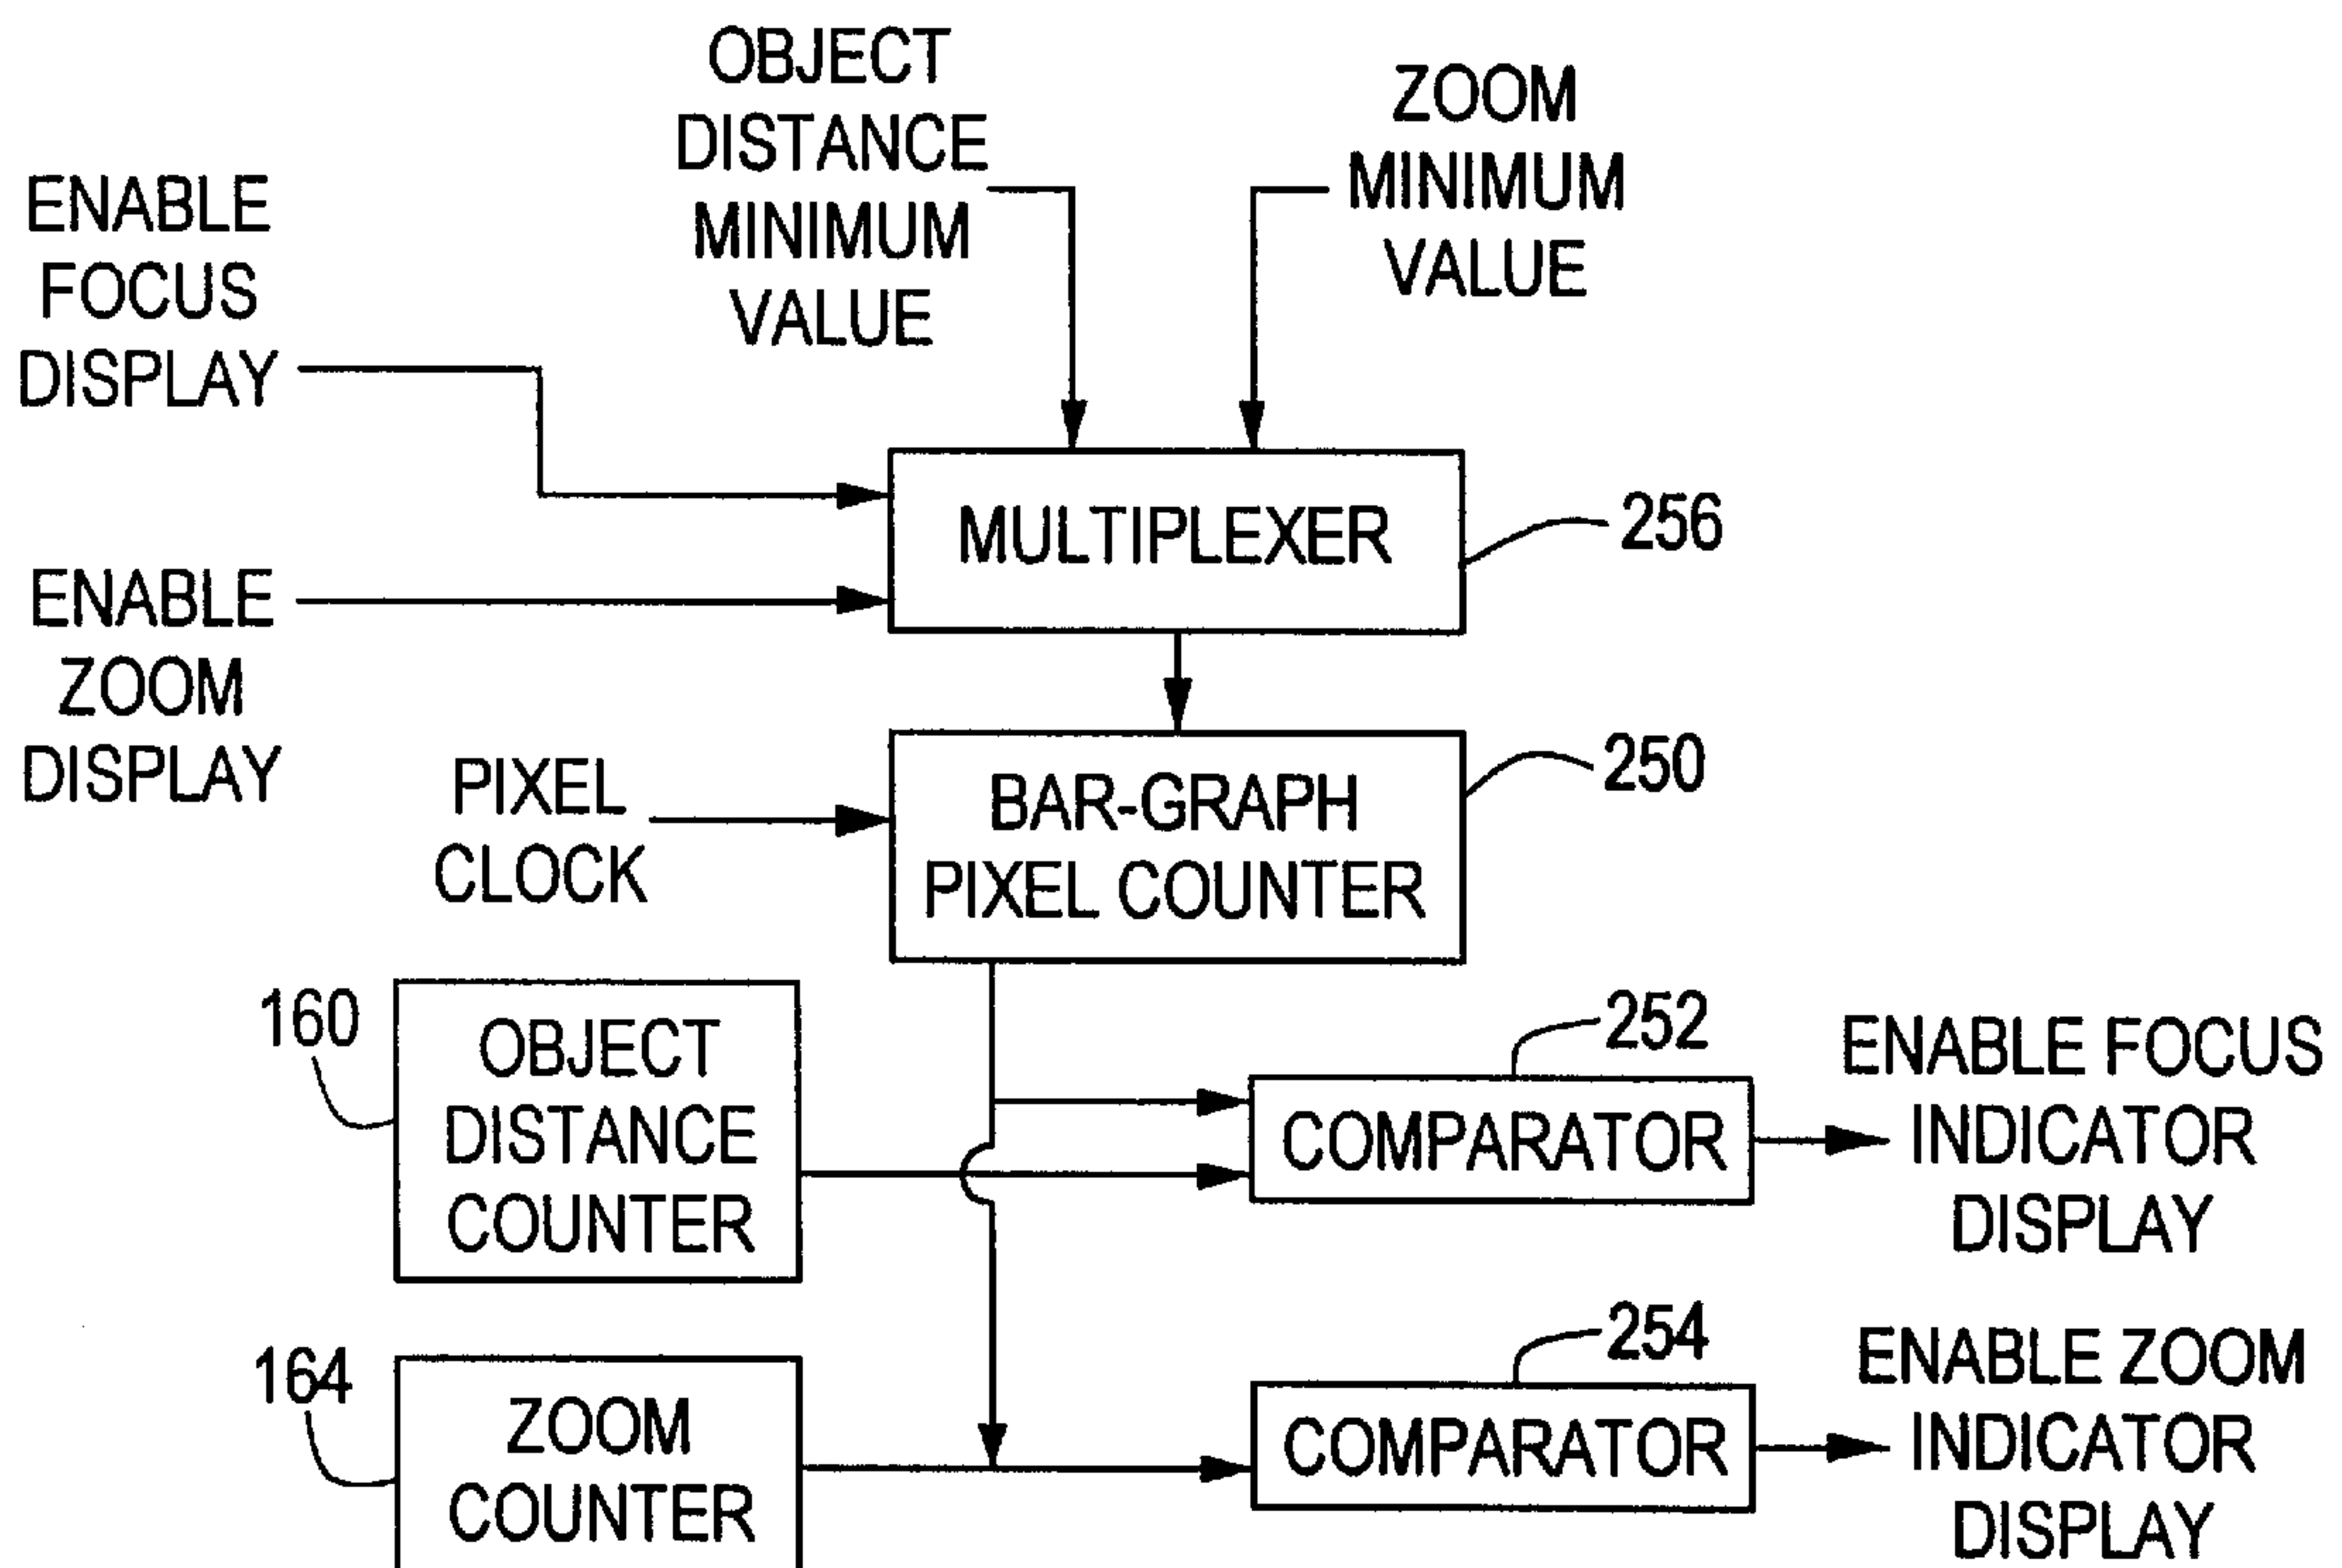 OBJECT
DISTANCE
MINIMUM
VALUE
ZOOM
MINIMUM
VALUE
ENABLE
FOCUS
DISPLAY
MULTIPLEXER
256
ENABLE
ZOOM
DISPLAY
PIXEL
CLOCK
BAR-GRAPH
PIXEL COUNTER
250
160
OBJECT
DISTANCE
COUNTER
252
COMPARATOR
ENABLE FOCUS
INDICATOR
DISPLAY
164
ZOOM
COUNTER
254
COMPARATOR
ENABLE ZOOM
INDICATOR
DISPLAY